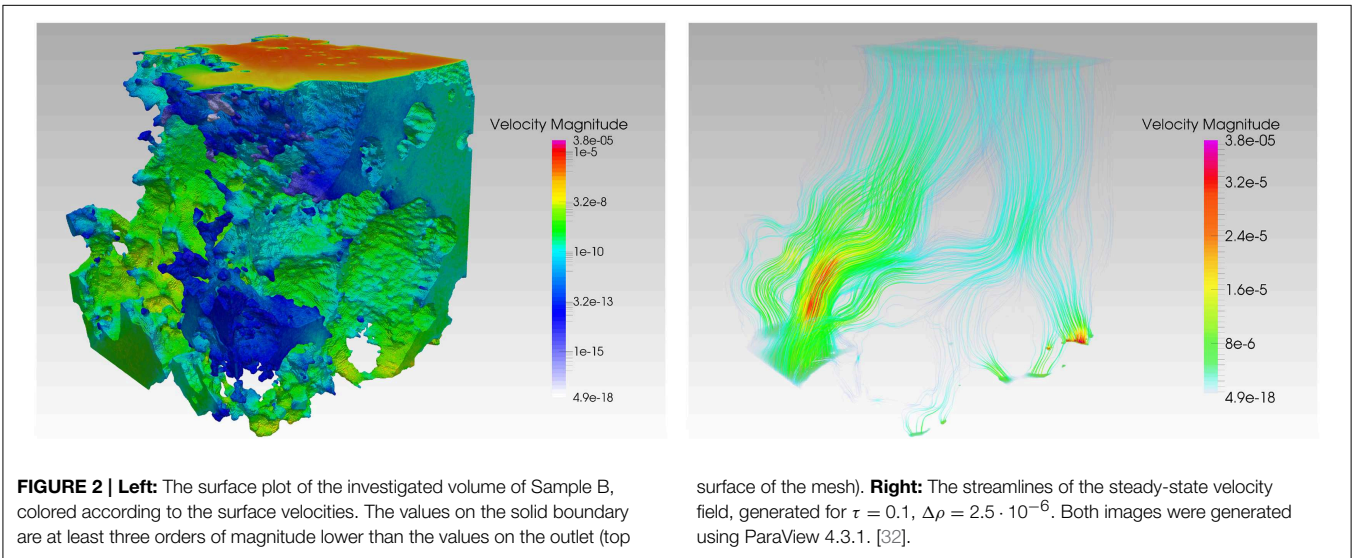 Velocity Magnitude
3.8e-05
1e-5
3.2e-8
1e-10
3.2e-13
1e-15
4.9e-18
Velocity Magnitude
3.8e-05
3.2e-5
2.4e-5
1.6e-5
8e-6
4.9e-18
FIGURE 2 | Left: The surface plot of the investigated volume of Sample B,
colored according to the surface velocities. The values on the solid boundary
are at least three orders of magnitude lower than the values on the outlet (top
surface of the mesh). Right: The streamlines of the steady-state velocity
field, generated for τ = 0.1, Δρ = 2.5 · 10⁻⁶. Both images were generated
using ParaView 4.3.1. [32].